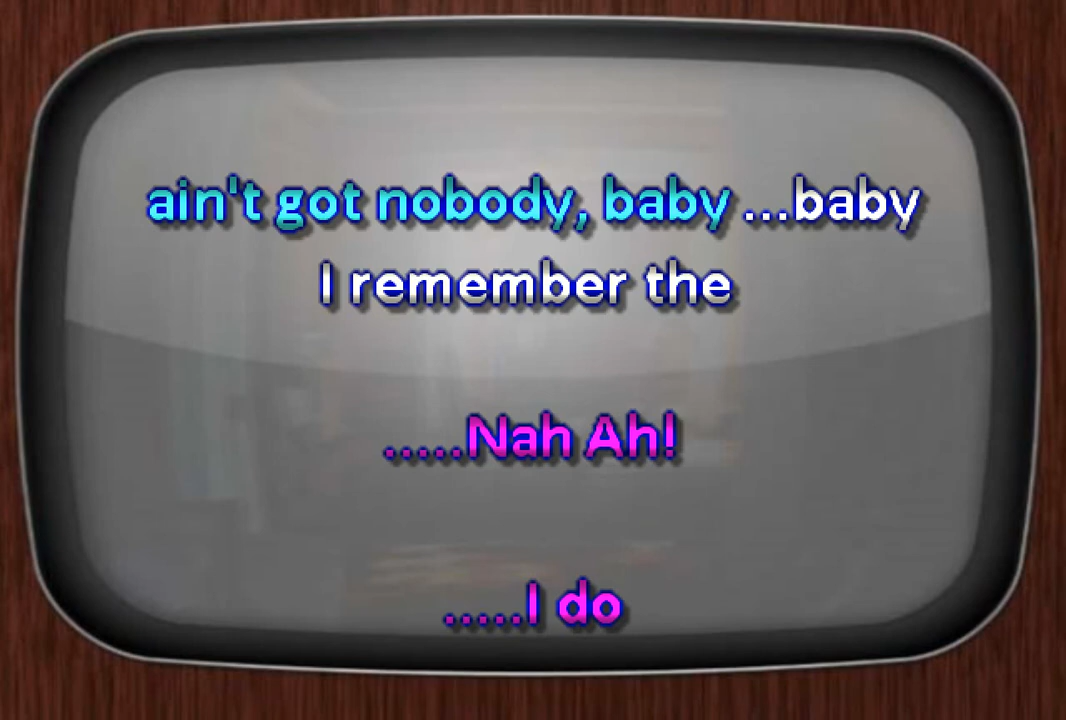 ain't got nobody, baby ...baby
I remember the
.....Nah Ah!
.....I do